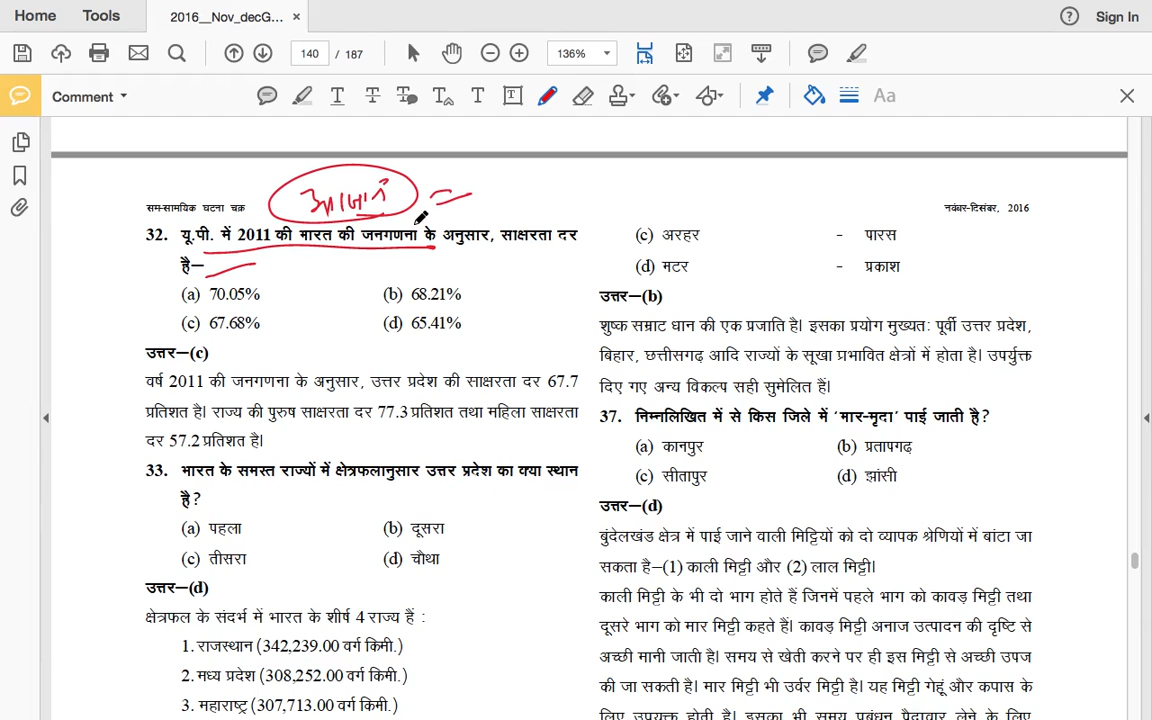 Home Tools 2016__Nov_decG... × Sign In
140 / 187 136%
Comment
सम-सामयिक घटना चक्र
नवंबर-दिसंबर, 2016
32. यू.पी. में 2011 की भारत की जनगणना के अनुसार, साक्षरता दर
है–
(a) 70.05% (b) 68.21%
(c) 67.68% (d) 65.41%
उत्तर–(c)
वर्ष 2011 की जनगणना के अनुसार, उत्तर प्रदेश की साक्षरता दर 67.7
प्रतिशत है। राज्य की पुरुष साक्षरता दर 77.3 प्रतिशत तथा महिला साक्षरता
दर 57.2 प्रतिशत है।
33. भारत के समस्त राज्यों में क्षेत्रफलानुसार उत्तर प्रदेश का क्या स्थान
है?
(a) पहला (b) दूसरा
(c) तीसरा (d) चौथा
उत्तर–(d)
क्षेत्रफल के संदर्भ में भारत के शीर्ष 4 राज्य हैं :
1. राजस्थान (342,239.00 वर्ग किमी.)
2. मध्य प्रदेश (308,252.00 वर्ग किमी.)
3. महाराष्ट्र (307,713.00 वर्ग किमी.)
(c) अरहर - पारस
(d) मटर - प्रकाश
उत्तर–(b)
शुष्क सम्राट धान की एक प्रजाति है। इसका प्रयोग मुख्यत: पूर्वी उत्तर प्रदेश,
बिहार, छत्तीसगढ़ आदि राज्यों के सूखा प्रभावित क्षेत्रों में होता है। उपर्युक्त
दिए गए अन्य विकल्प सही सुमेलित हैं।
37. निम्नलिखित में से किस जिले में 'मार-मृदा' पाई जाती है?
(a) कानपुर (b) प्रतापगढ़
(c) सीतापुर (d) झांसी
उत्तर–(d)
बुंदेलखंड क्षेत्र में पाई जाने वाली मिट्टियों को दो व्यापक श्रेणियों में बांटा जा
सकता है–(1) काली मिट्टी और (2) लाल मिट्टी।
काली मिट्टी के भी दो भाग होते हैं जिनमें पहले भाग को कावड़ मिट्टी तथा
दूसरे भाग को मार मिट्टी कहते हैं। कावड़ मिट्टी अनाज उत्पादन की दृष्टि से
अच्छी मानी जाती है। समय से खेती करने पर ही इस मिट्टी से अच्छी उपज
की जा सकती है। मार मिट्टी भी उर्वर मिट्टी है। यह मिट्टी गेहूं और कपास के
लिए उपयुक्त होती है। इसका भी समय प्रबंधन पैदावार लेने के लिए